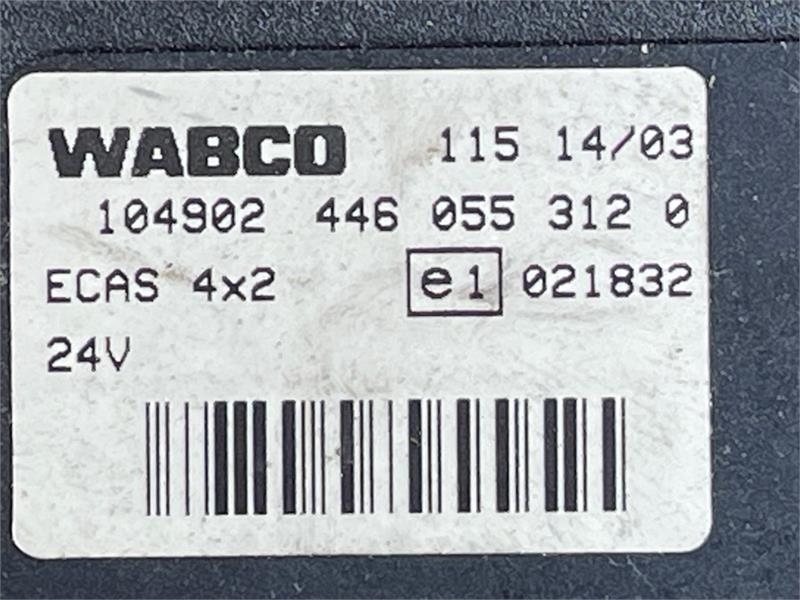 WABCO 115 14/03
104902 446 055 312 0
ECAS 4x2 e1 021832
24V